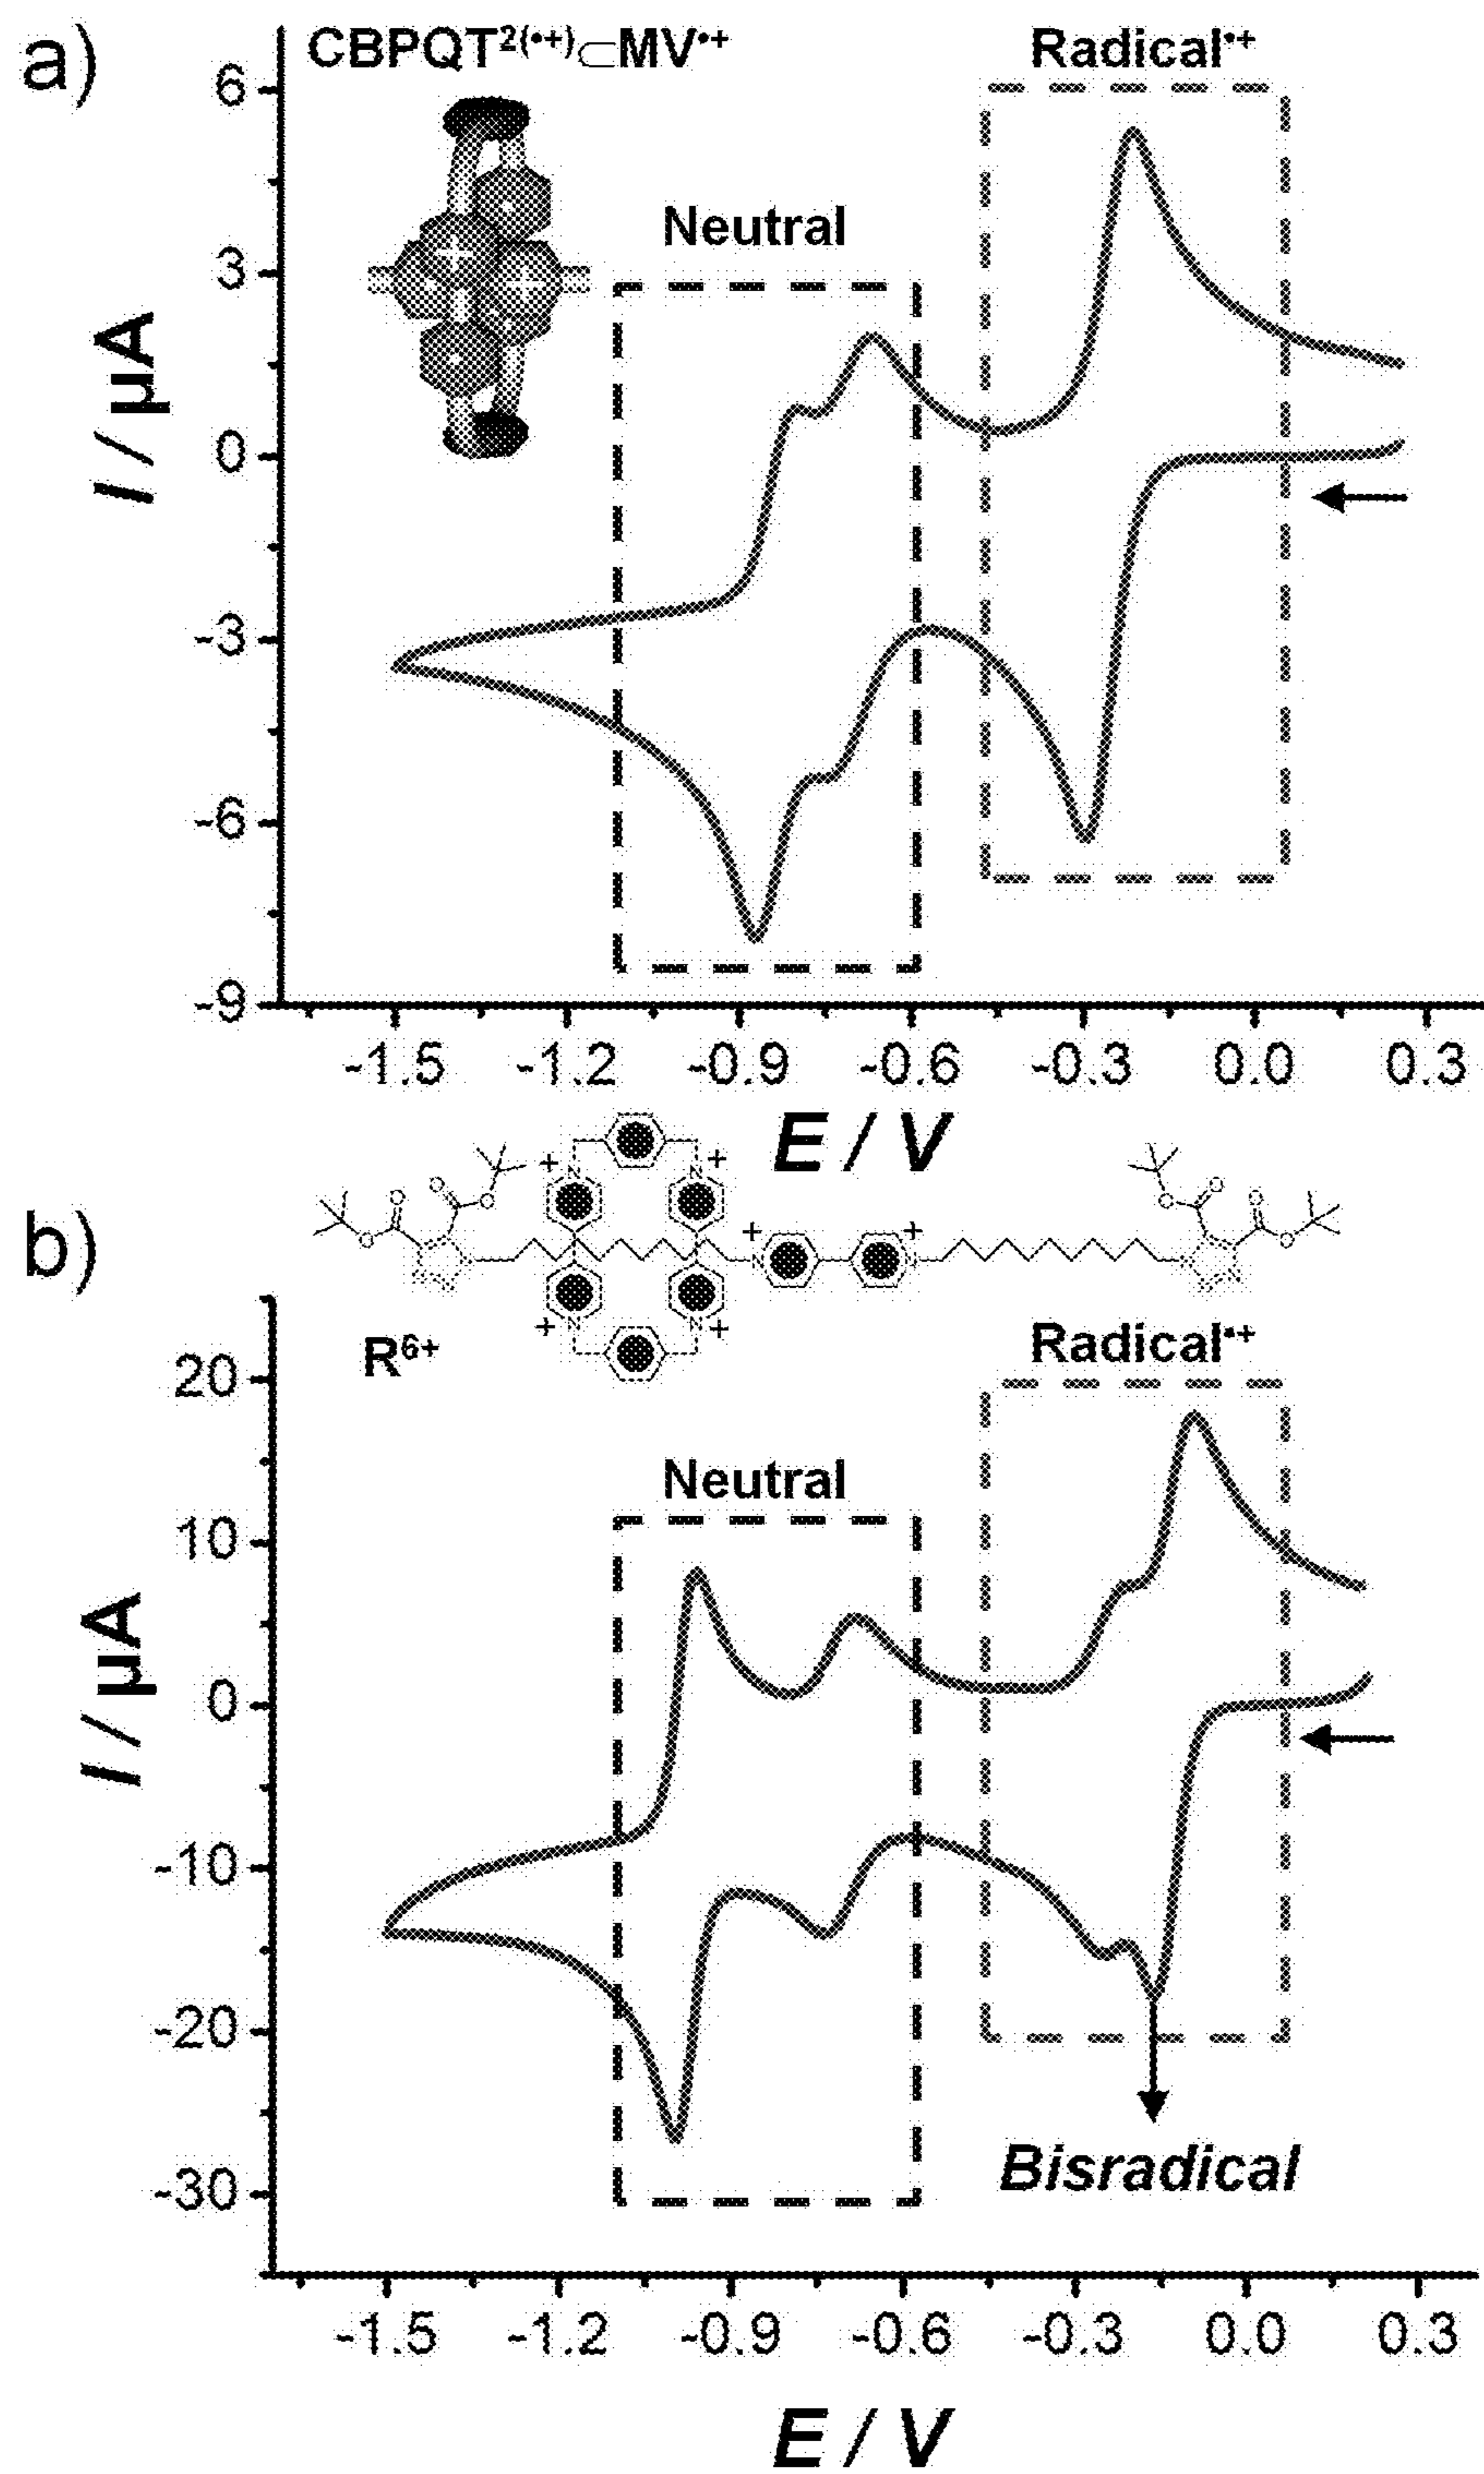 a)
CBPQT2(•+)⊂MV•+
Radical•+
Neutral
6
3
0
-3
-6
-9
I / µA
-1.5 -1.2 -0.9 -0.6 -0.3 0.0 0.3
E / V
b)
R6+
Radical•+
Neutral
20
10
0
-10
-20
-30
I / µA
Bisradical
-1.5 -1.2 -0.9 -0.6 -0.3 0.0 0.3
E / V